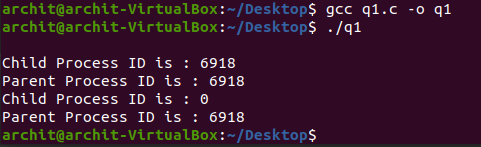 archit@archit-VirtualBox:~/Desktop$ gcc q1.c -o q1
archit@archit-VirtualBox:~/Desktop$ ./q1
Child Process ID is : 6918
Parent Process ID is : 6918
Child Process ID is : 0
Parent Process ID is : 6918
archit@archit-VirtualBox:~/Desktop$